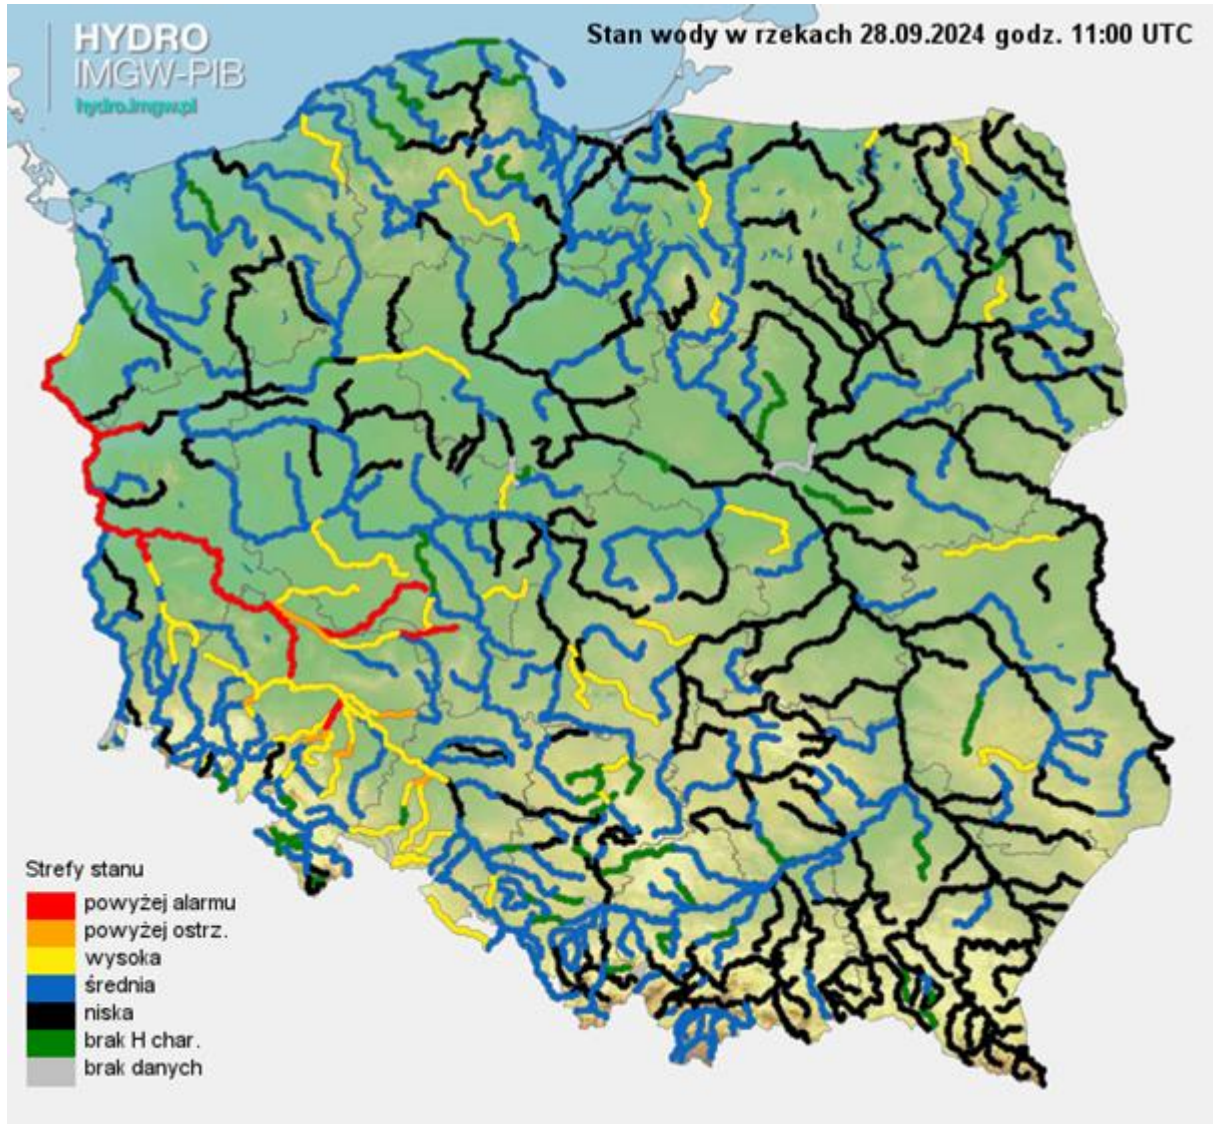 HYDRO
IMGW-PIB
hydro.imgw.pl
Stan wody w rzekach 28.09.2024 godz. 11:00 UTC
Strefy stanu
powyżej alarmu
powyżej ostrz.
wysoka
średnia
niska
brak H char.
brak danych